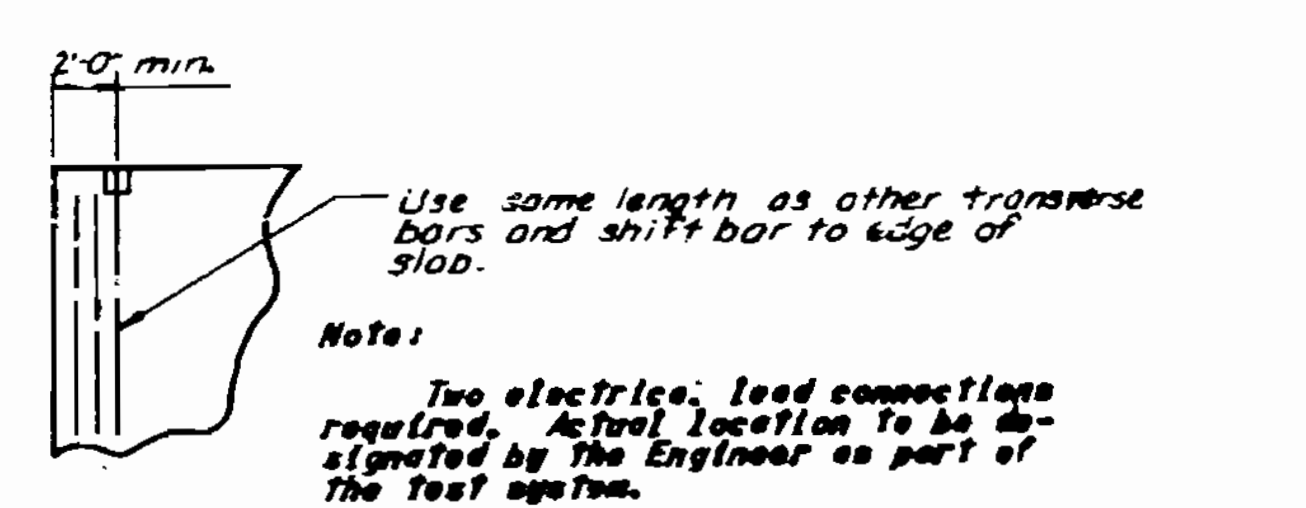 2'-0" min.
Use same length as other transverse
bars and shift bar to edge of
slab.
Note:
Two electrical lead connections
required. Actual location to be de-
signated by the Engineer as part of
the test system.